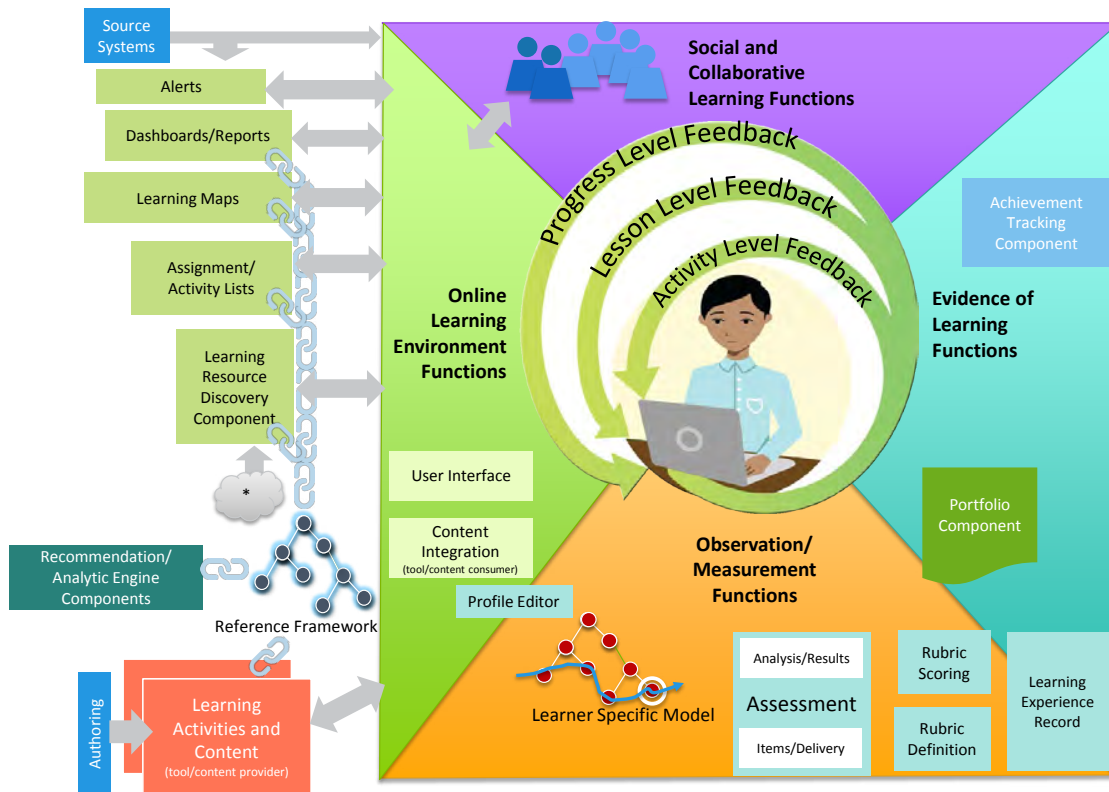 Source
Systems
Alerts
Dashboards/Reports
Learning Maps
Assignment/
Activity Lists
Learning
Resource
Discovery
Component
*
Recommendation/
Analytic Engine
Components
Reference Framework
Authoring
Learning
Activities and
Content
(tool/content provider)
Social and
Collaborative
Learning Functions
Progress Level Feedback
Lesson Level Feedback
Activity Level Feedback
Online
Learning
Environment
Functions
User Interface
Content
Integration
(tool/content consumer)
Profile Editor
Learner Specific Model
Observation/
Measurement
Functions
Analysis/Results
Assessment
Items/Delivery
Rubric
Scoring
Rubric
Definition
Learning
Experience
Record
Achievement
Tracking
Component
Evidence of
Learning
Functions
Portfolio
Component